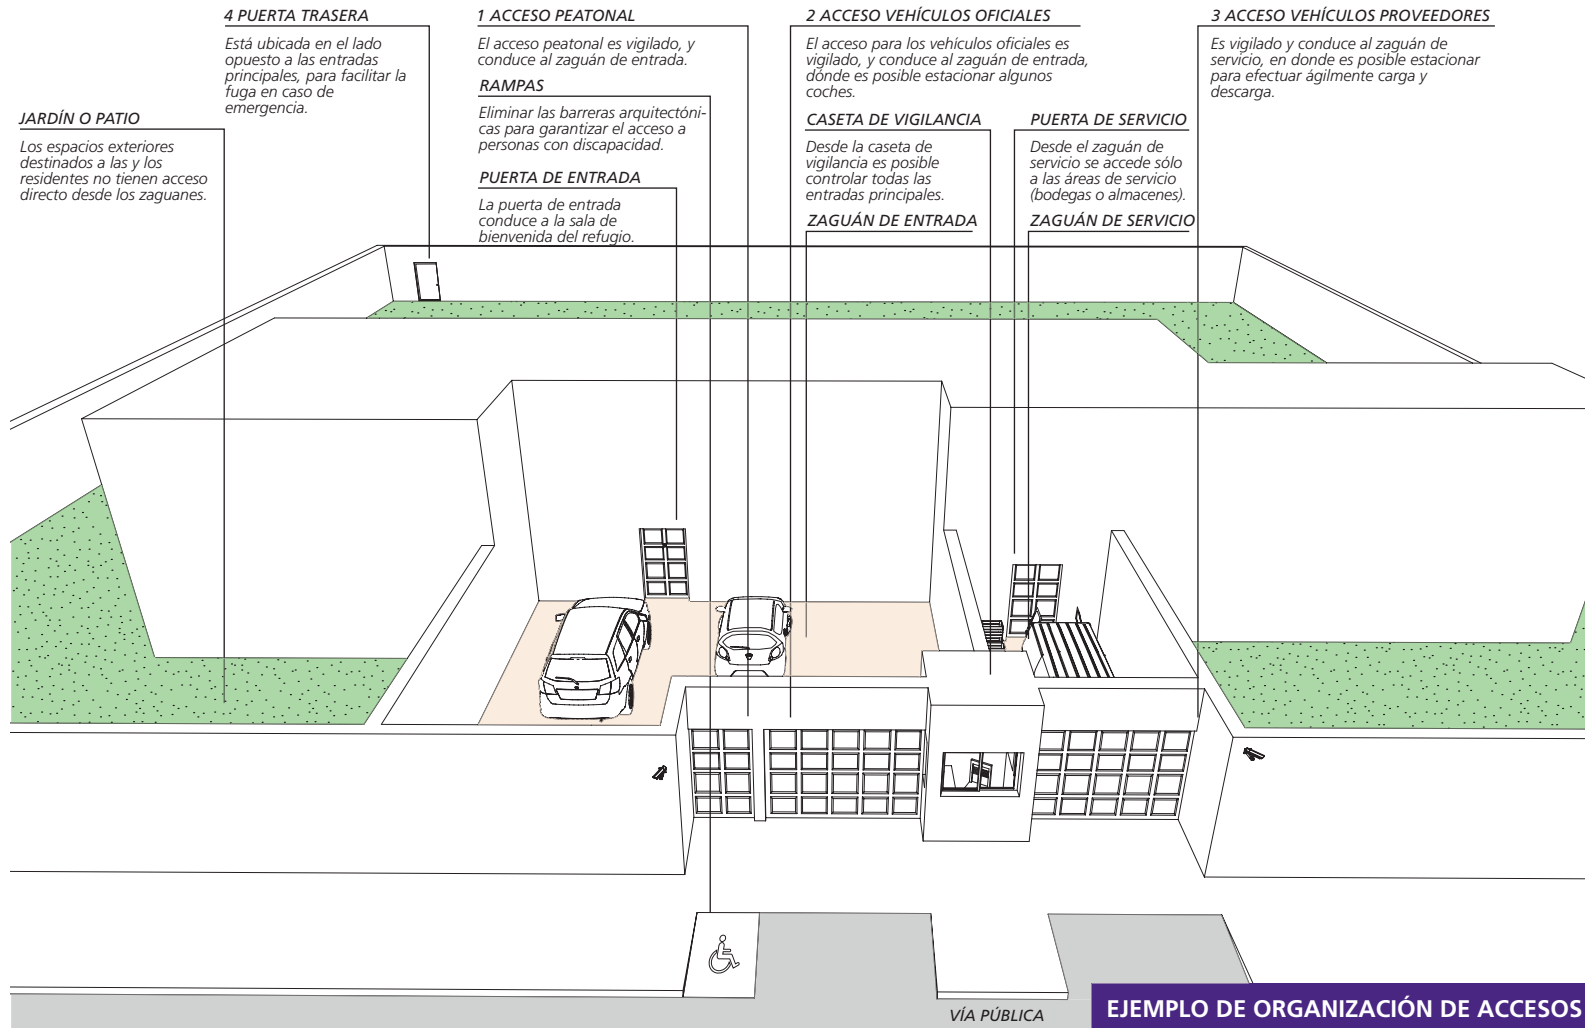 4 PUERTA TRASERA
Está ubicada en el lado
opuesto a las entradas
principales, para facilitar la
fuga en caso de
emergencia.
JARDÍN O PATIO
Los espacios exteriores
destinados a las y los
residentes no tienen acceso
directo desde los zaguanes.
1 ACCESO PEATONAL
El acceso peatonal es vigilado, y
conduce al zaguán de entrada.
RAMPAS
Eliminar las barreras arquitectóni-
cas para garantizar el acceso a
personas con discapacidad.
PUERTA DE ENTRADA
La puerta de entrada
conduce a la sala de
bienvenida del refugio.
2 ACCESO VEHÍCULOS OFICIALES
El acceso para los vehículos oficiales es
vigilado, y conduce al zaguán de entrada,
dónde es posible estacionar algunos
coches.
CASETA DE VIGILANCIA
Desde la caseta de
vigilancia es posible
controlar todas las
entradas principales.
ZAGUÁN DE ENTRADA
3 ACCESO VEHÍCULOS PROVEEDORES
Es vigilado y conduce al zaguán de
servicio, en donde es posible estacionar
para efectuar ágilmente carga y
descarga.
PUERTA DE SERVICIO
Desde el zaguán de
servicio se accede sólo
a las áreas de servicio
(bodegas o almacenes).
ZAGUÁN DE SERVICIO
VÍA PÚBLICA
EJEMPLO DE ORGANIZACIÓN DE ACCESOS